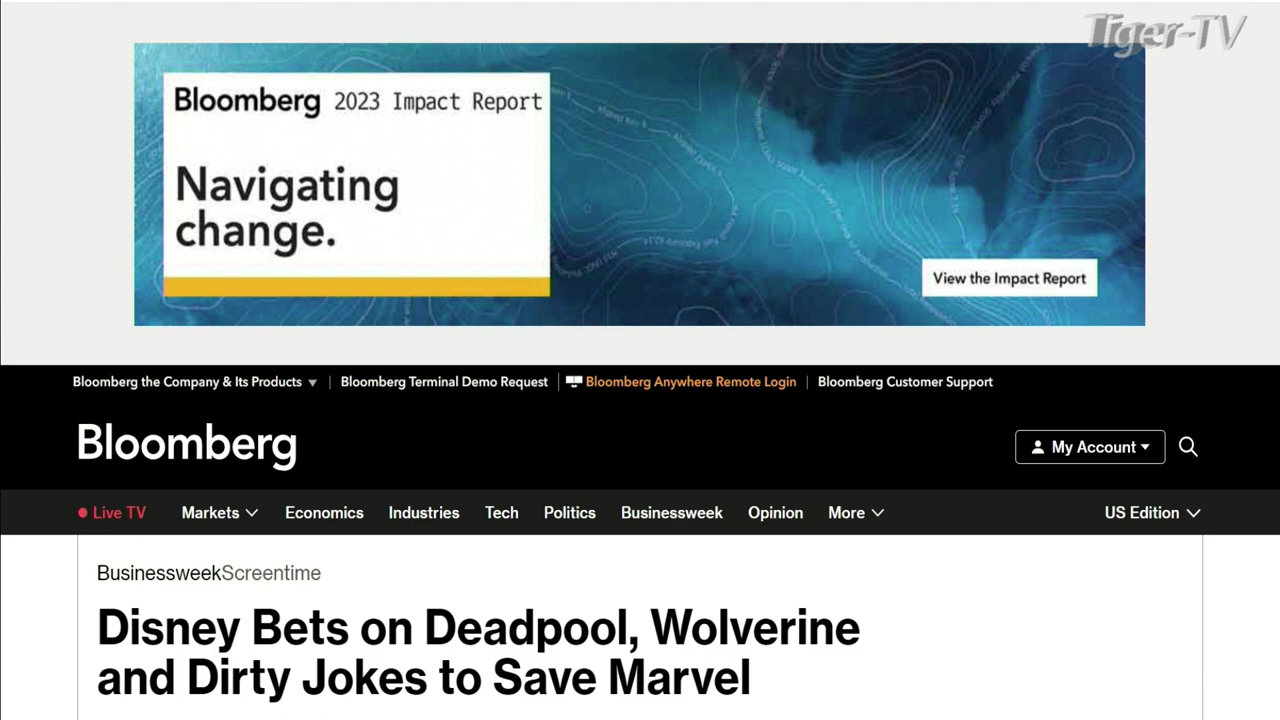 Tiger-TV
Bloomberg 2023 Impact Report
Navigating
change.
View the Impact Report
Bloomberg the Company & Its Products Bloomberg Terminal Demo Request Bloomberg Anywhere Remote Login Bloomberg Customer Support
Bloomberg
My Account
Live TV Markets Economics Industries Tech Politics Businessweek Opinion More US Edition
BusinessweekScreentime
Disney Bets on Deadpool, Wolverine
and Dirty Jokes to Save Marvel